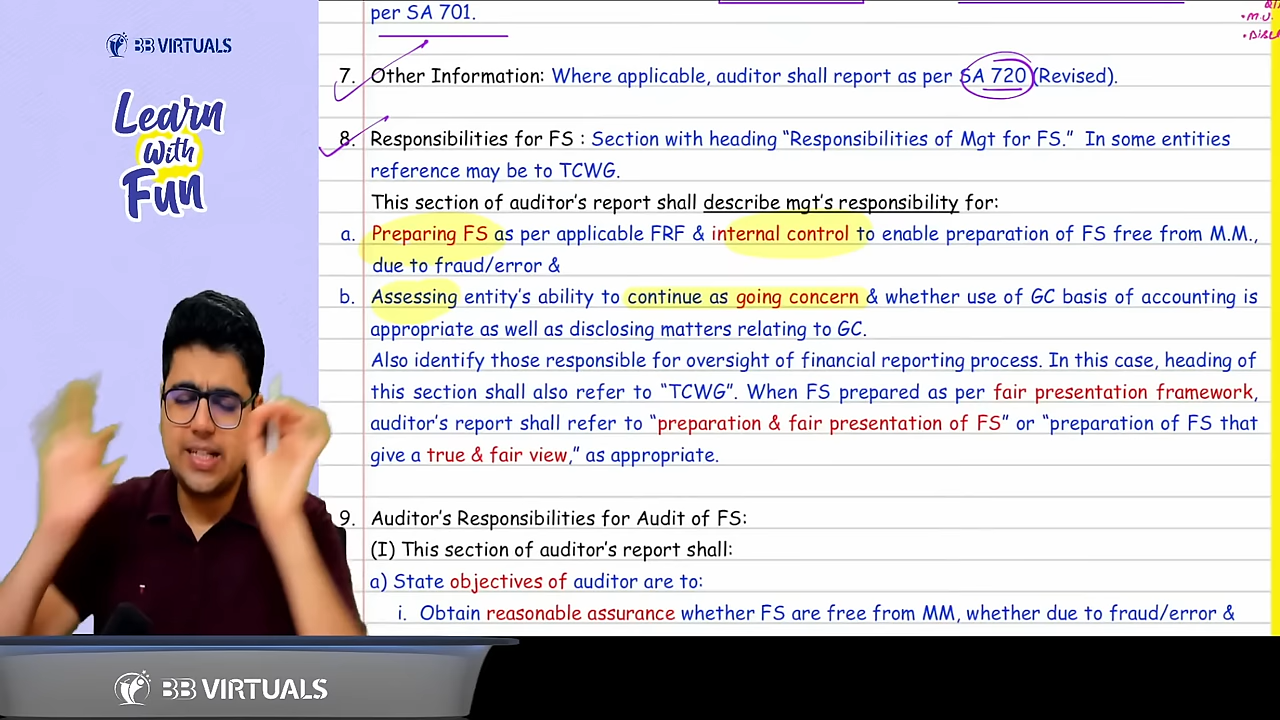 per SA 701.
BB VIRTUALS
7. Other Information: Where applicable, auditor shall report as per SA 720 (Revised).
Learn
With
Fun
8. Responsibilities for FS : Section with heading “Responsibilities of Mgt for FS.” In some entities
reference may be to TCWG.
This section of auditor’s report shall describe mgt’s responsibility for:
a. Preparing FS as per applicable FRF & internal control to enable preparation of FS free from M.M.,
due to fraud/error &
b. Assessing entity’s ability to continue as going concern & whether use of GC basis of accounting is
appropriate as well as disclosing matters relating to GC.
Also identify those responsible for oversight of financial reporting process. In this case, heading of
this section shall also refer to “TCWG”. When FS prepared as per fair presentation framework,
auditor’s report shall refer to “preparation & fair presentation of FS” or “preparation of FS that
give a true & fair view,” as appropriate.
9. Auditor’s Responsibilities for Audit of FS:
(I) This section of auditor’s report shall:
a) State objectives of auditor are to:
i. Obtain reasonable assurance whether FS are free from MM, whether due to fraud/error &
BB VIRTUALS